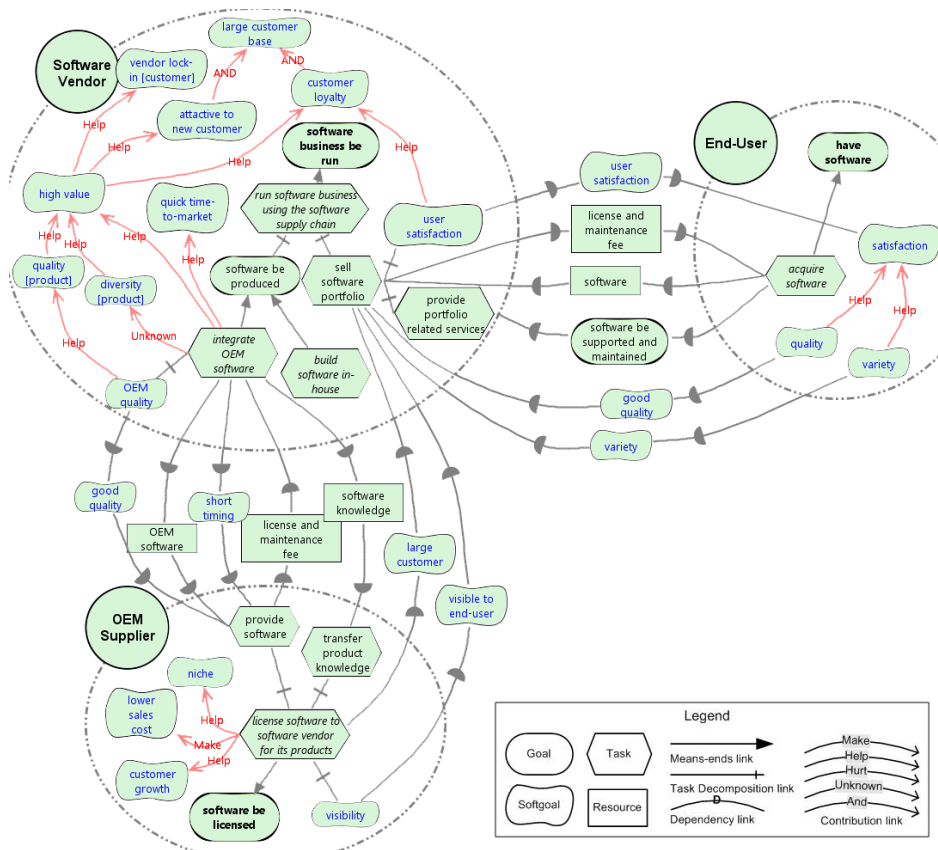 large customer
base
Software
Vendor
vendor lock-
in [customer]
AND
AND
customer
loyalty
attactive to
new customer
Help
Help
Help
Help
software
business be
run
high value
quick time-
to-market
run software business
using the software
supply chain
user
satisfaction
Help
Help
Help
Help
quality
[product]
diversity
[product]
software be
produced
sell
software
portfolio
provide
portfolio
related services
Unknown
Help
integrate
OEM
software
build
software in-
house
OEM
quality
End-User
have
software
user
satisfaction
license and
maintenance
fee
software
software be
supported and
maintained
good
quality
variety
satisfaction
acquire
software
Help
Help
quality
variety
good
quality
OEM
software
short
timing
license and
maintenance
fee
software
knowledge
large
customer
visible to
end-user
OEM
Supplier
provide
software
transfer
product
knowledge
niche
lower
sales
cost
customer
growth
Help
Make
Help
license software to
software vendor
for its products
software be
licensed
visibility
Legend
Goal
Task
Softgoal
Resource
Means-ends link
Task Decomposition link
D
Dependency link
Make
Help
Hurt
Unknown
And
Contribution link